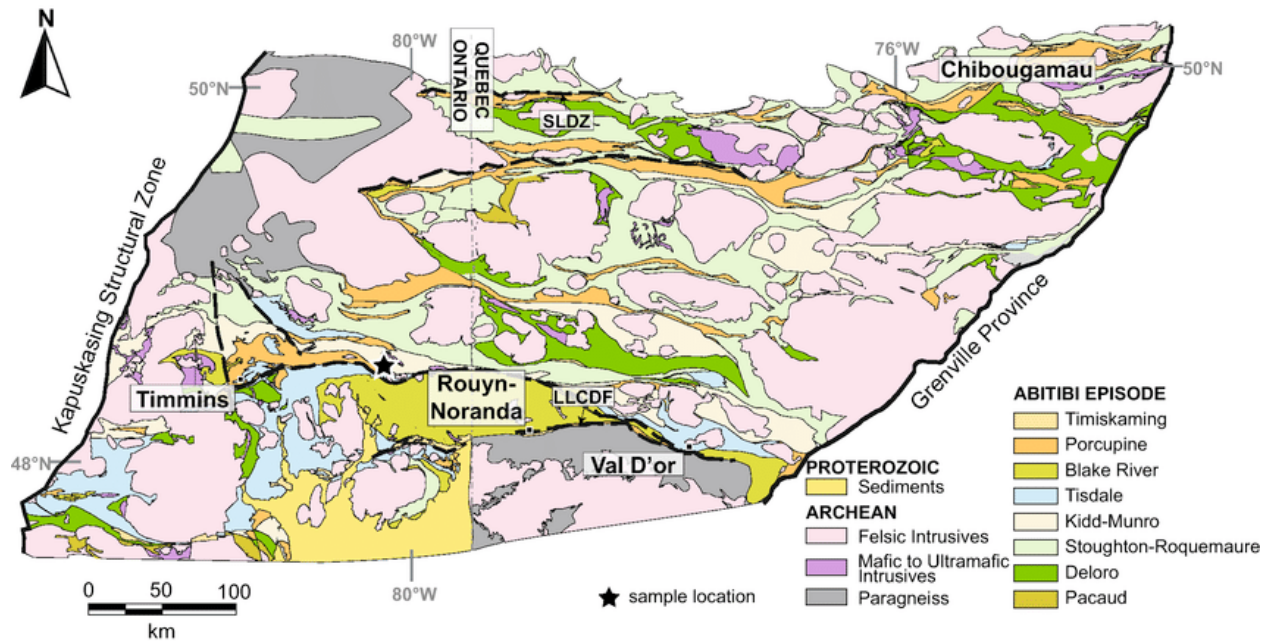 N
80°W
QUEBEC
ONTARIO
76°W
50°N
Chibougamau
50°N
SLDZ
Kapuskasing Structural Zone
Grenville Province
Timmins
Rouyn-
Noranda
LLCDF
Val D'or
48°N
80°W
0 50 100
km
sample location
PROTEROZOIC
Sediments
ARCHEAN
Felsic Intrusives
Mafic to Ultramafic
Intrusives
Paragneiss
ABITIBI EPISODE
Timiskaming
Porcupine
Blake River
Tisdale
Kidd-Munro
Stoughton-Roquemaure
Deloro
Pacaud